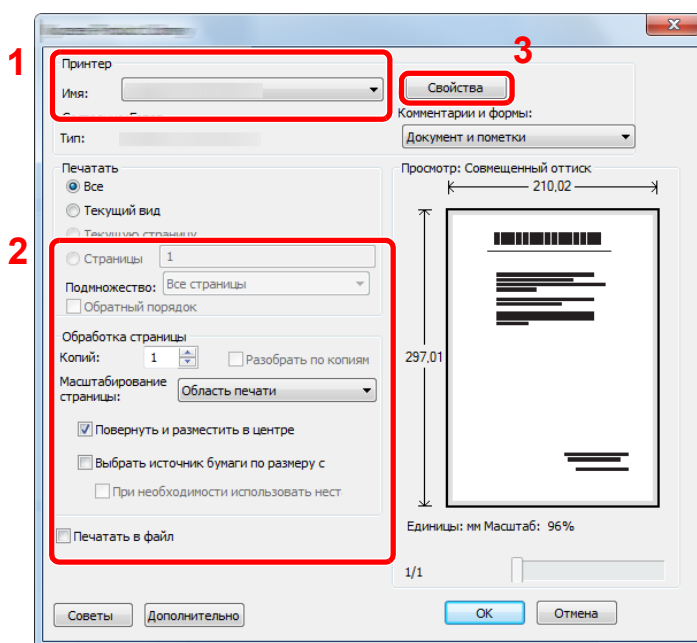 1
3
Принтер
Имя:
Свойства
Комментарии и формы:
Тип:
Документ и пометки
Печатать
Все
Текущий вид
Текущую страницу
2
Страницы 1
Подмножество: Все страницы
Обратный порядок
Обработка страницы
Копий: 1 Разобрать по копиям
Масштабирование
страницы: Область печати
Повернуть и разместить в центре
Выбрать источник бумаги по размеру с
При необходимости использовать нест
Печатать в файл
Просмотр: Совмещенный оттиск
210,02
297,01
Единицы: мм Масштаб: 96%
1/1
Советы Дополнительно OK Отмена